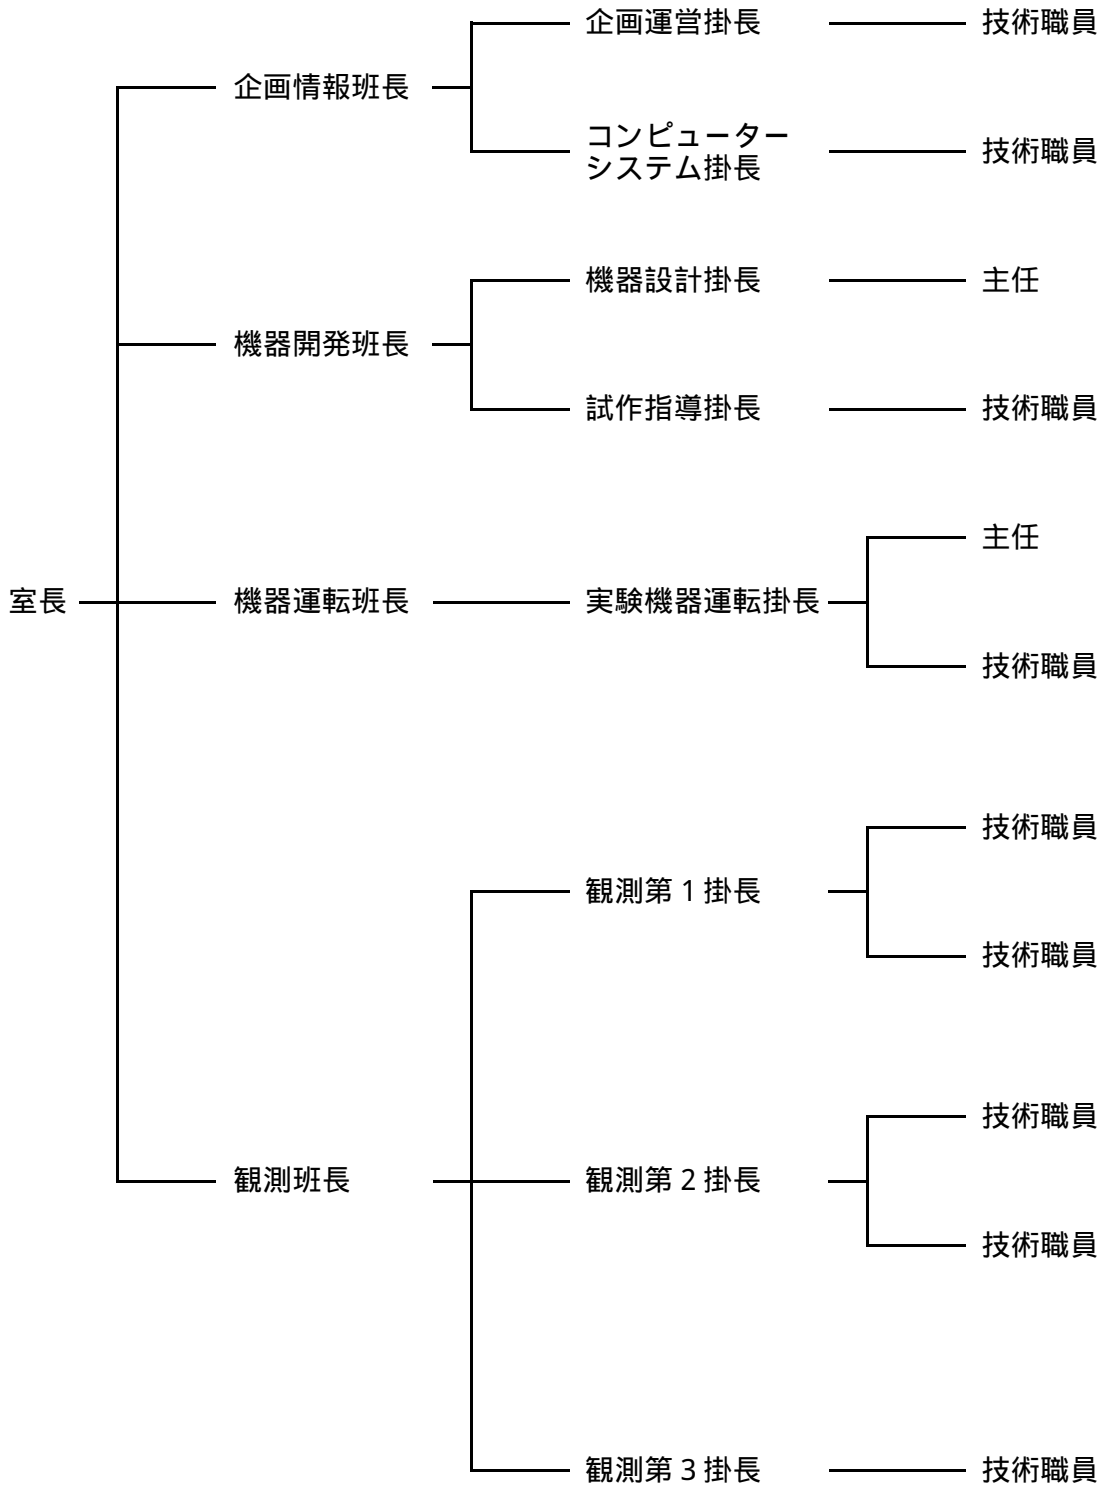 企画運営掛長
技術職員
企画情報班長
コンピューター
システム掛長
技術職員
機器設計掛長
主任
機器開発班長
試作指導掛長
技術職員
主任
室長
機器運転班長
実験機器運転掛長
技術職員
技術職員
観測第1掛長
技術職員
技術職員
観測班長
観測第2掛長
技術職員
観測第3掛長
技術職員